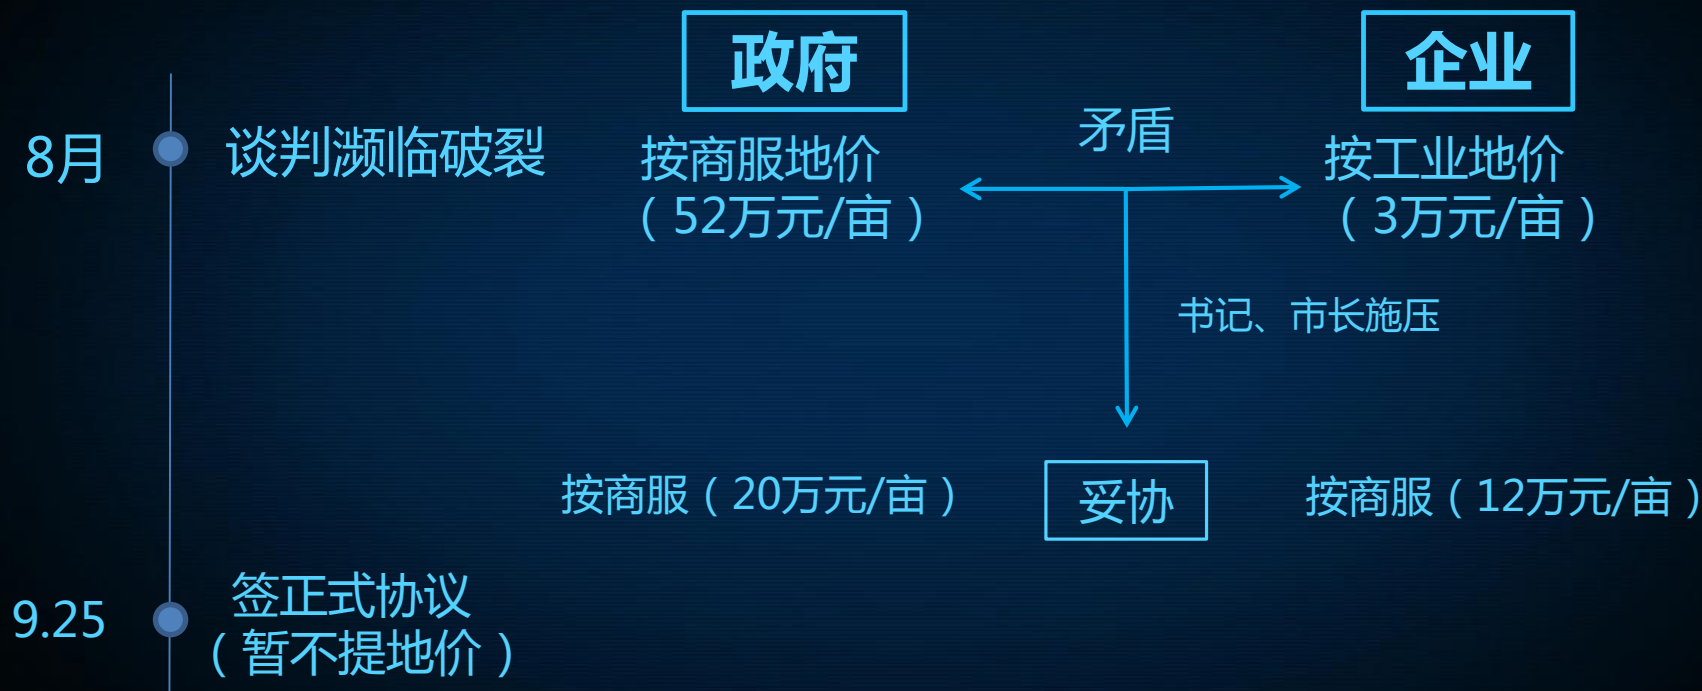 政府
企业
8月
谈判濒临破裂
按商服地价
（52万元/亩）
矛盾
按工业地价
（3万元/亩）
书记、市长施压
按商服（20万元/亩）
妥协
按商服（12万元/亩）
9.25
签正式协议
（暂不提地价）